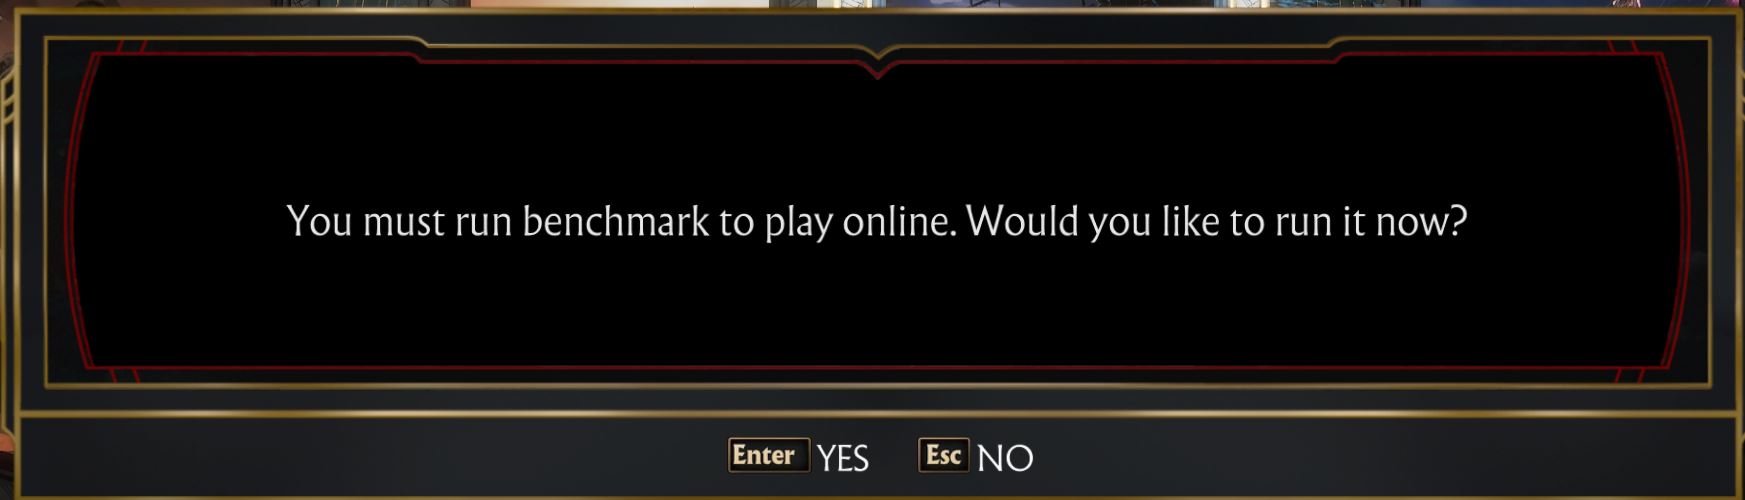 You must run benchmark to play online. Would you like to run it now?
Enter YES Esc NO